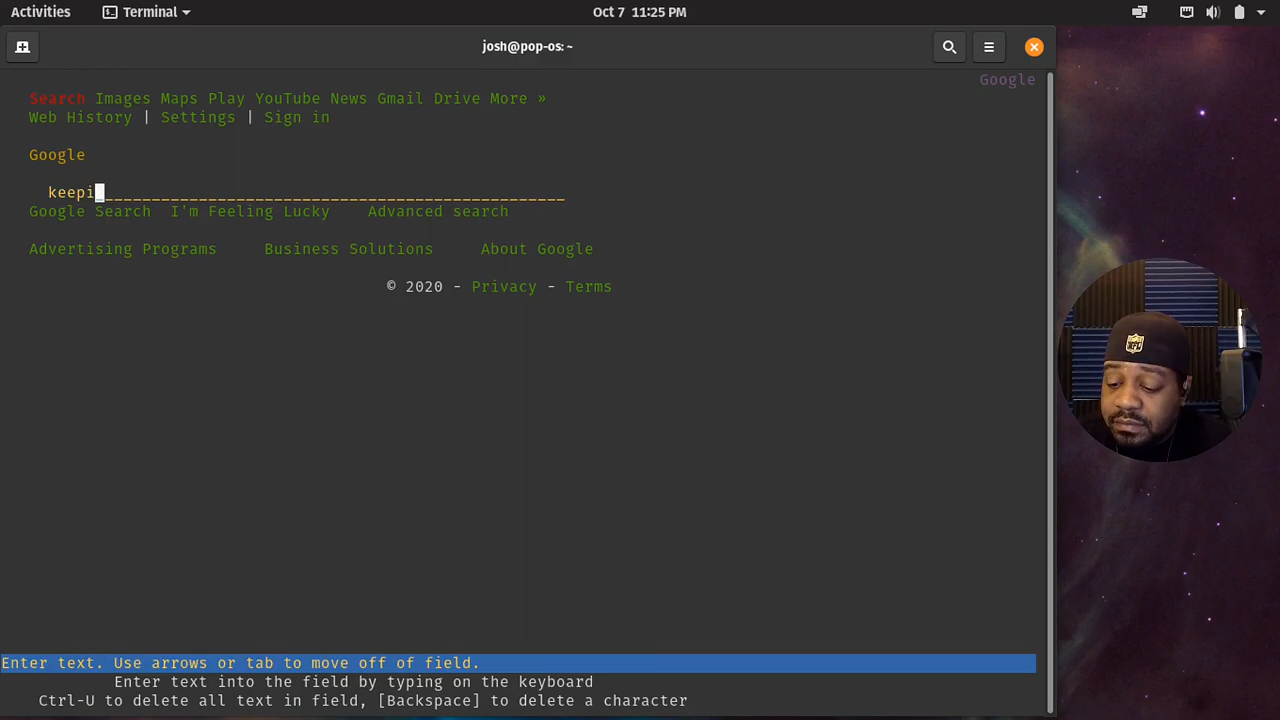 Activities Terminal Oct 7 11:25 PM
josh@pop-os: ~
Google
Search Images Maps Play YouTube News Gmail Drive More »
Web History | Settings | Sign in
Google
keepi_________________________________________________
Google Search I'm Feeling Lucky Advanced search
Advertising Programs Business Solutions About Google
© 2020 - Privacy - Terms
NFL
Enter text. Use arrows or tab to move off of field.
Enter text into the field by typing on the keyboard
Ctrl-U to delete all text in field, [Backspace] to delete a character